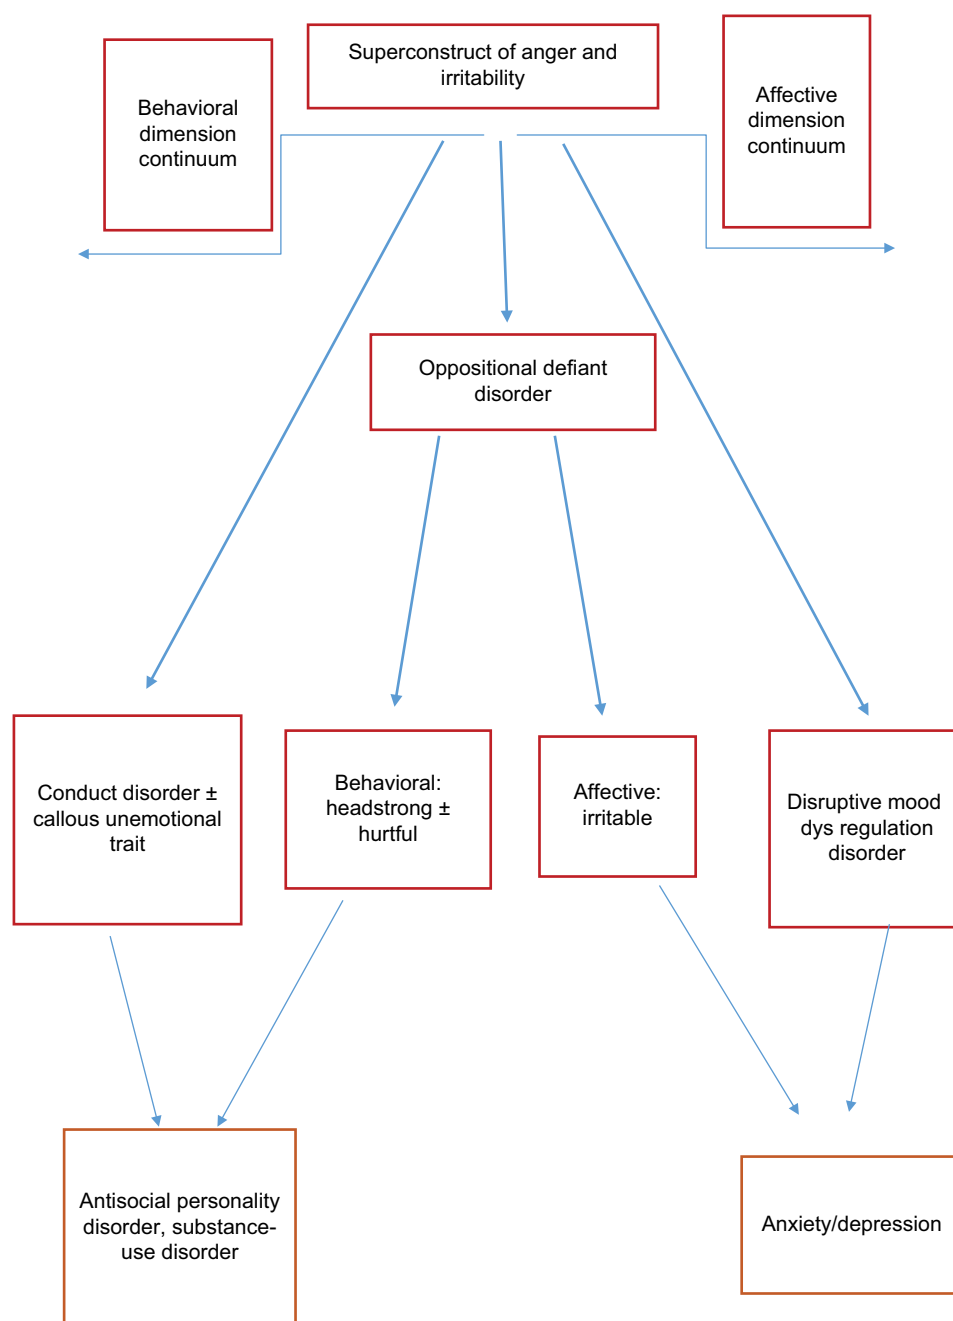 Superconstruct of anger and
irritability
Behavioral
dimension
continuum
Affective
dimension
continuum
Oppositional defiant
disorder
Conduct disorder ±
callous unemotional
trait
Behavioral:
headstrong ±
hurtful
Affective:
irritable
Disruptive mood
dys regulation
disorder
Antisocial personality
disorder, substance-
use disorder
Anxiety/depression